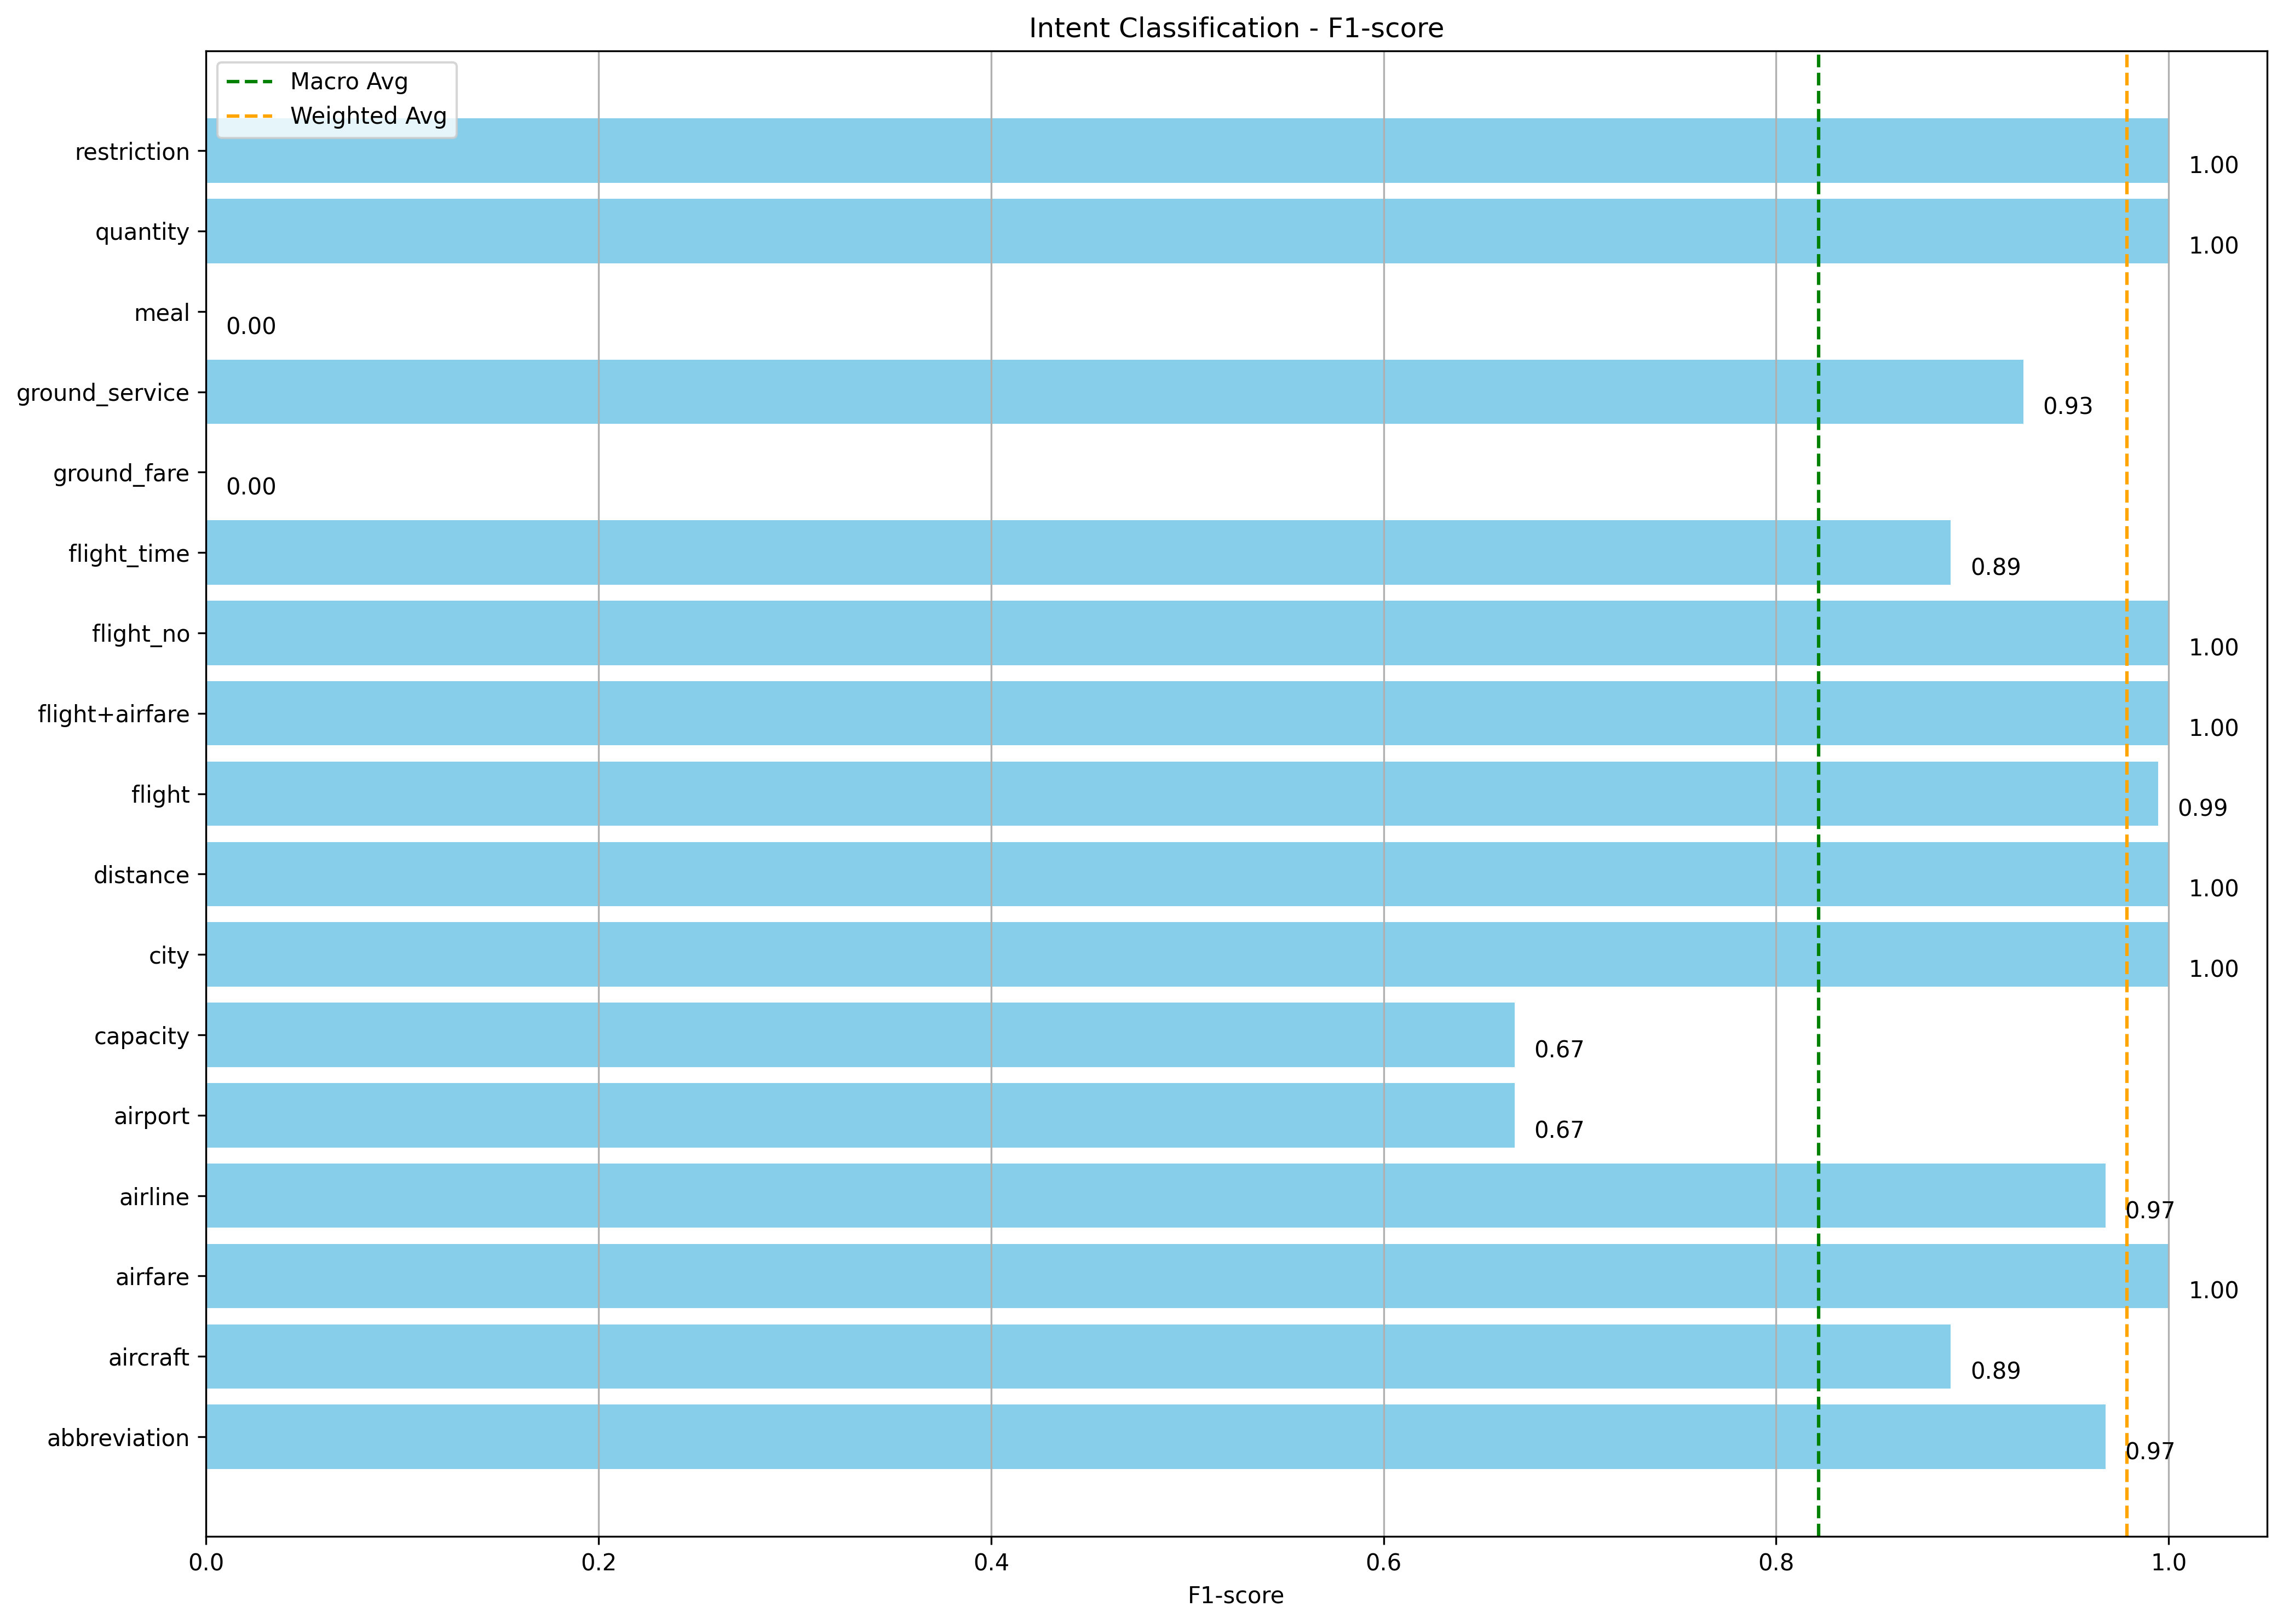 Intent Classification - F1-score
Macro Avg
Weighted Avg
restriction 1.00
quantity 1.00
meal 0.00
ground_service 0.93
ground_fare 0.00
flight_time 0.89
flight_no 1.00
flight+airfare 1.00
flight 0.99
distance 1.00
city 1.00
capacity 0.67
airport 0.67
airline 0.97
airfare 1.00
aircraft 0.89
abbreviation 0.97
0.0 0.2 0.4 0.6 0.8 1.0
F1-score